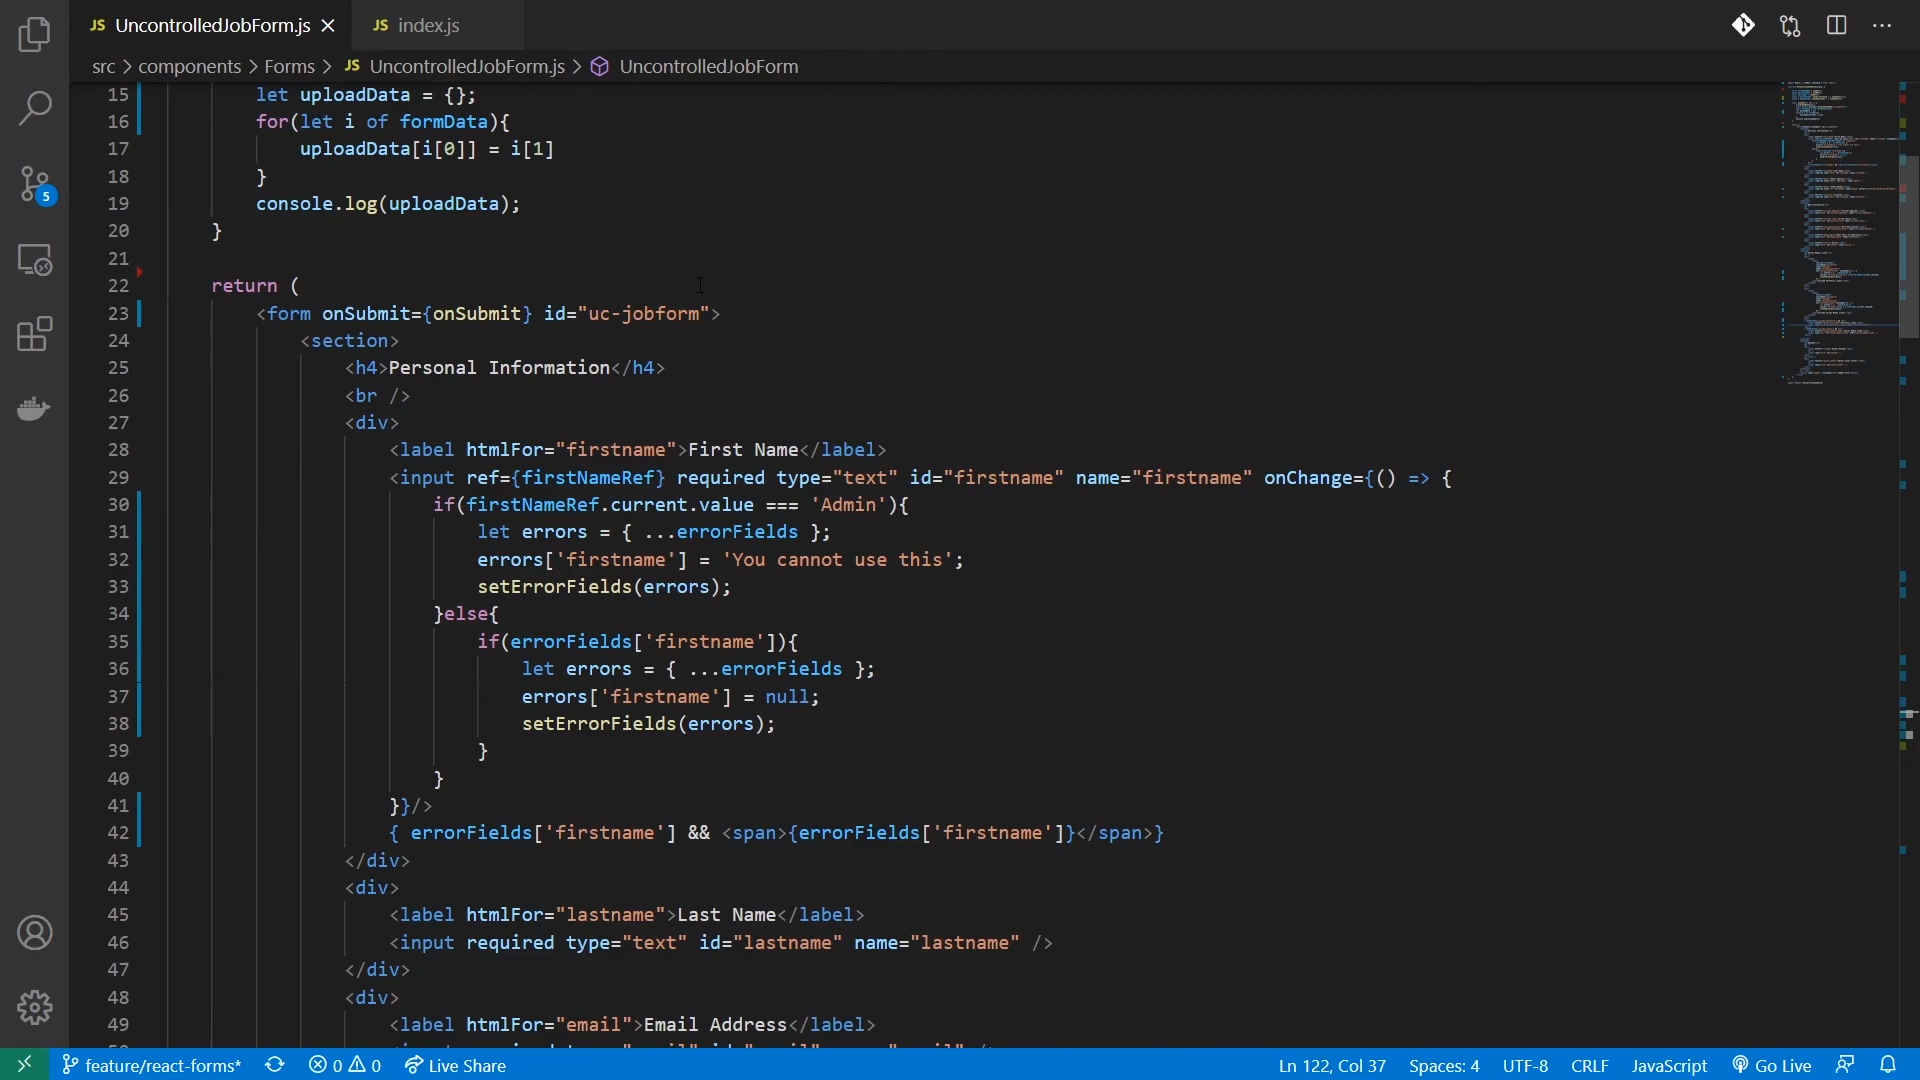 JS UncontrolledJobForm.js
JS index.js
src > components > Forms > JS UncontrolledJobForm.js > UncontrolledJobForm
15 let uploadData = {};
16 for(let i of formData){
17 uploadData[i[0]] = i[1]
18 }
19 console.log(uploadData);
20 }
21
22 return (
23 <form onSubmit={onSubmit} id="uc-jobform">
24 <section>
25 <h4>Personal Information</h4>
26 <br />
27 <div>
28 <label htmlFor="firstname">First Name</label>
29 <input ref={firstNameRef} required type="text" id="firstname" name="firstname" onChange={() => {
30 if(firstNameRef.current.value === 'Admin'){
31 let errors = { ...errorFields };
32 errors['firstname'] = 'You cannot use this';
33 setErrorFields(errors);
34 }else{
35 if(errorFields['firstname']){
36 let errors = { ...errorFields };
37 errors['firstname'] = null;
38 setErrorFields(errors);
39 }
40 }
41 }}/>
42 { errorFields['firstname'] && <span>{errorFields['firstname']}</span>}
43 </div>
44 <div>
45 <label htmlFor="lastname">Last Name</label>
46 <input required type="text" id="lastname" name="lastname" />
47 </div>
48 <div>
49 <label htmlFor="email">Email Address</label>
5
feature/react-forms* 0 0 Live Share Ln 122, Col 37 Spaces: 4 UTF-8 CRLF JavaScript Go Live